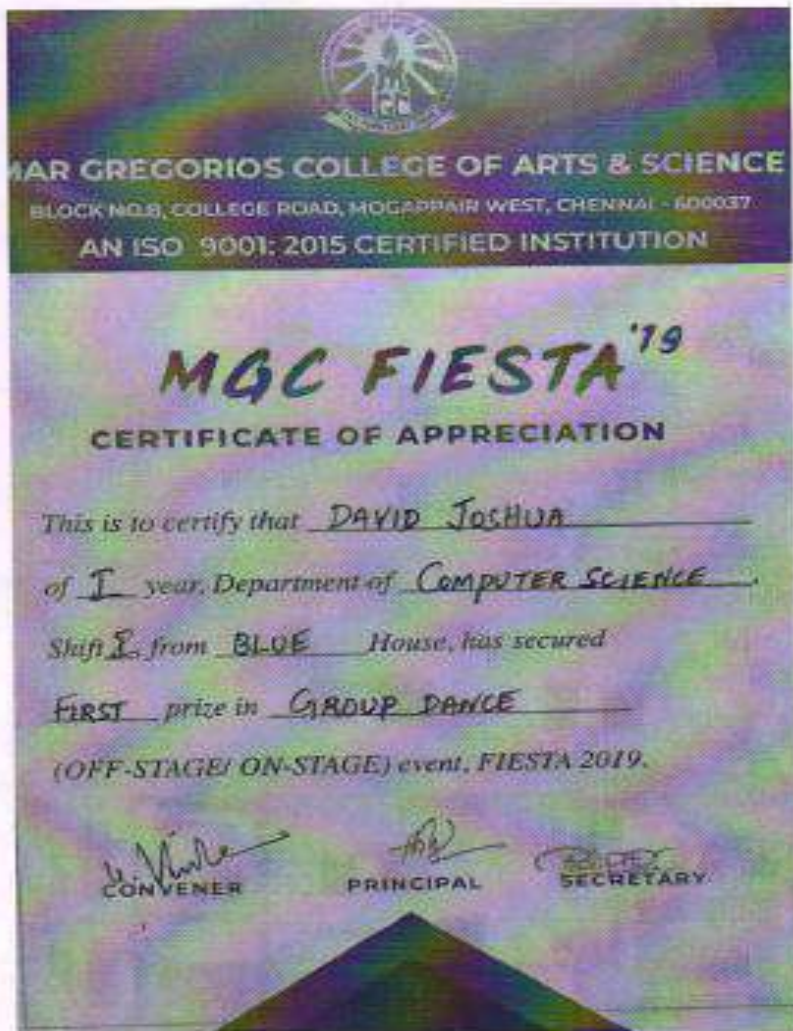 MGC
MAR GREGORIOS COLLEGE OF ARTS & SCIENCE
BLOCK NO.8, COLLEGE ROAD, MOGAPPAIR WEST, CHENNAI - 600037
AN ISO 9001: 2015 CERTIFIED INSTITUTION
MGC FIESTA '19
CERTIFICATE OF APPRECIATION
This is to certify that DAVID JOSHUA
of I year, Department of COMPUTER SCIENCE.
Shift I, from BLUE House, has secured
FIRST prize in GROUP DANCE
(OFF-STAGE/ ON-STAGE) event, FIESTA 2019.
CONVENER PRINCIPAL SECRETARY